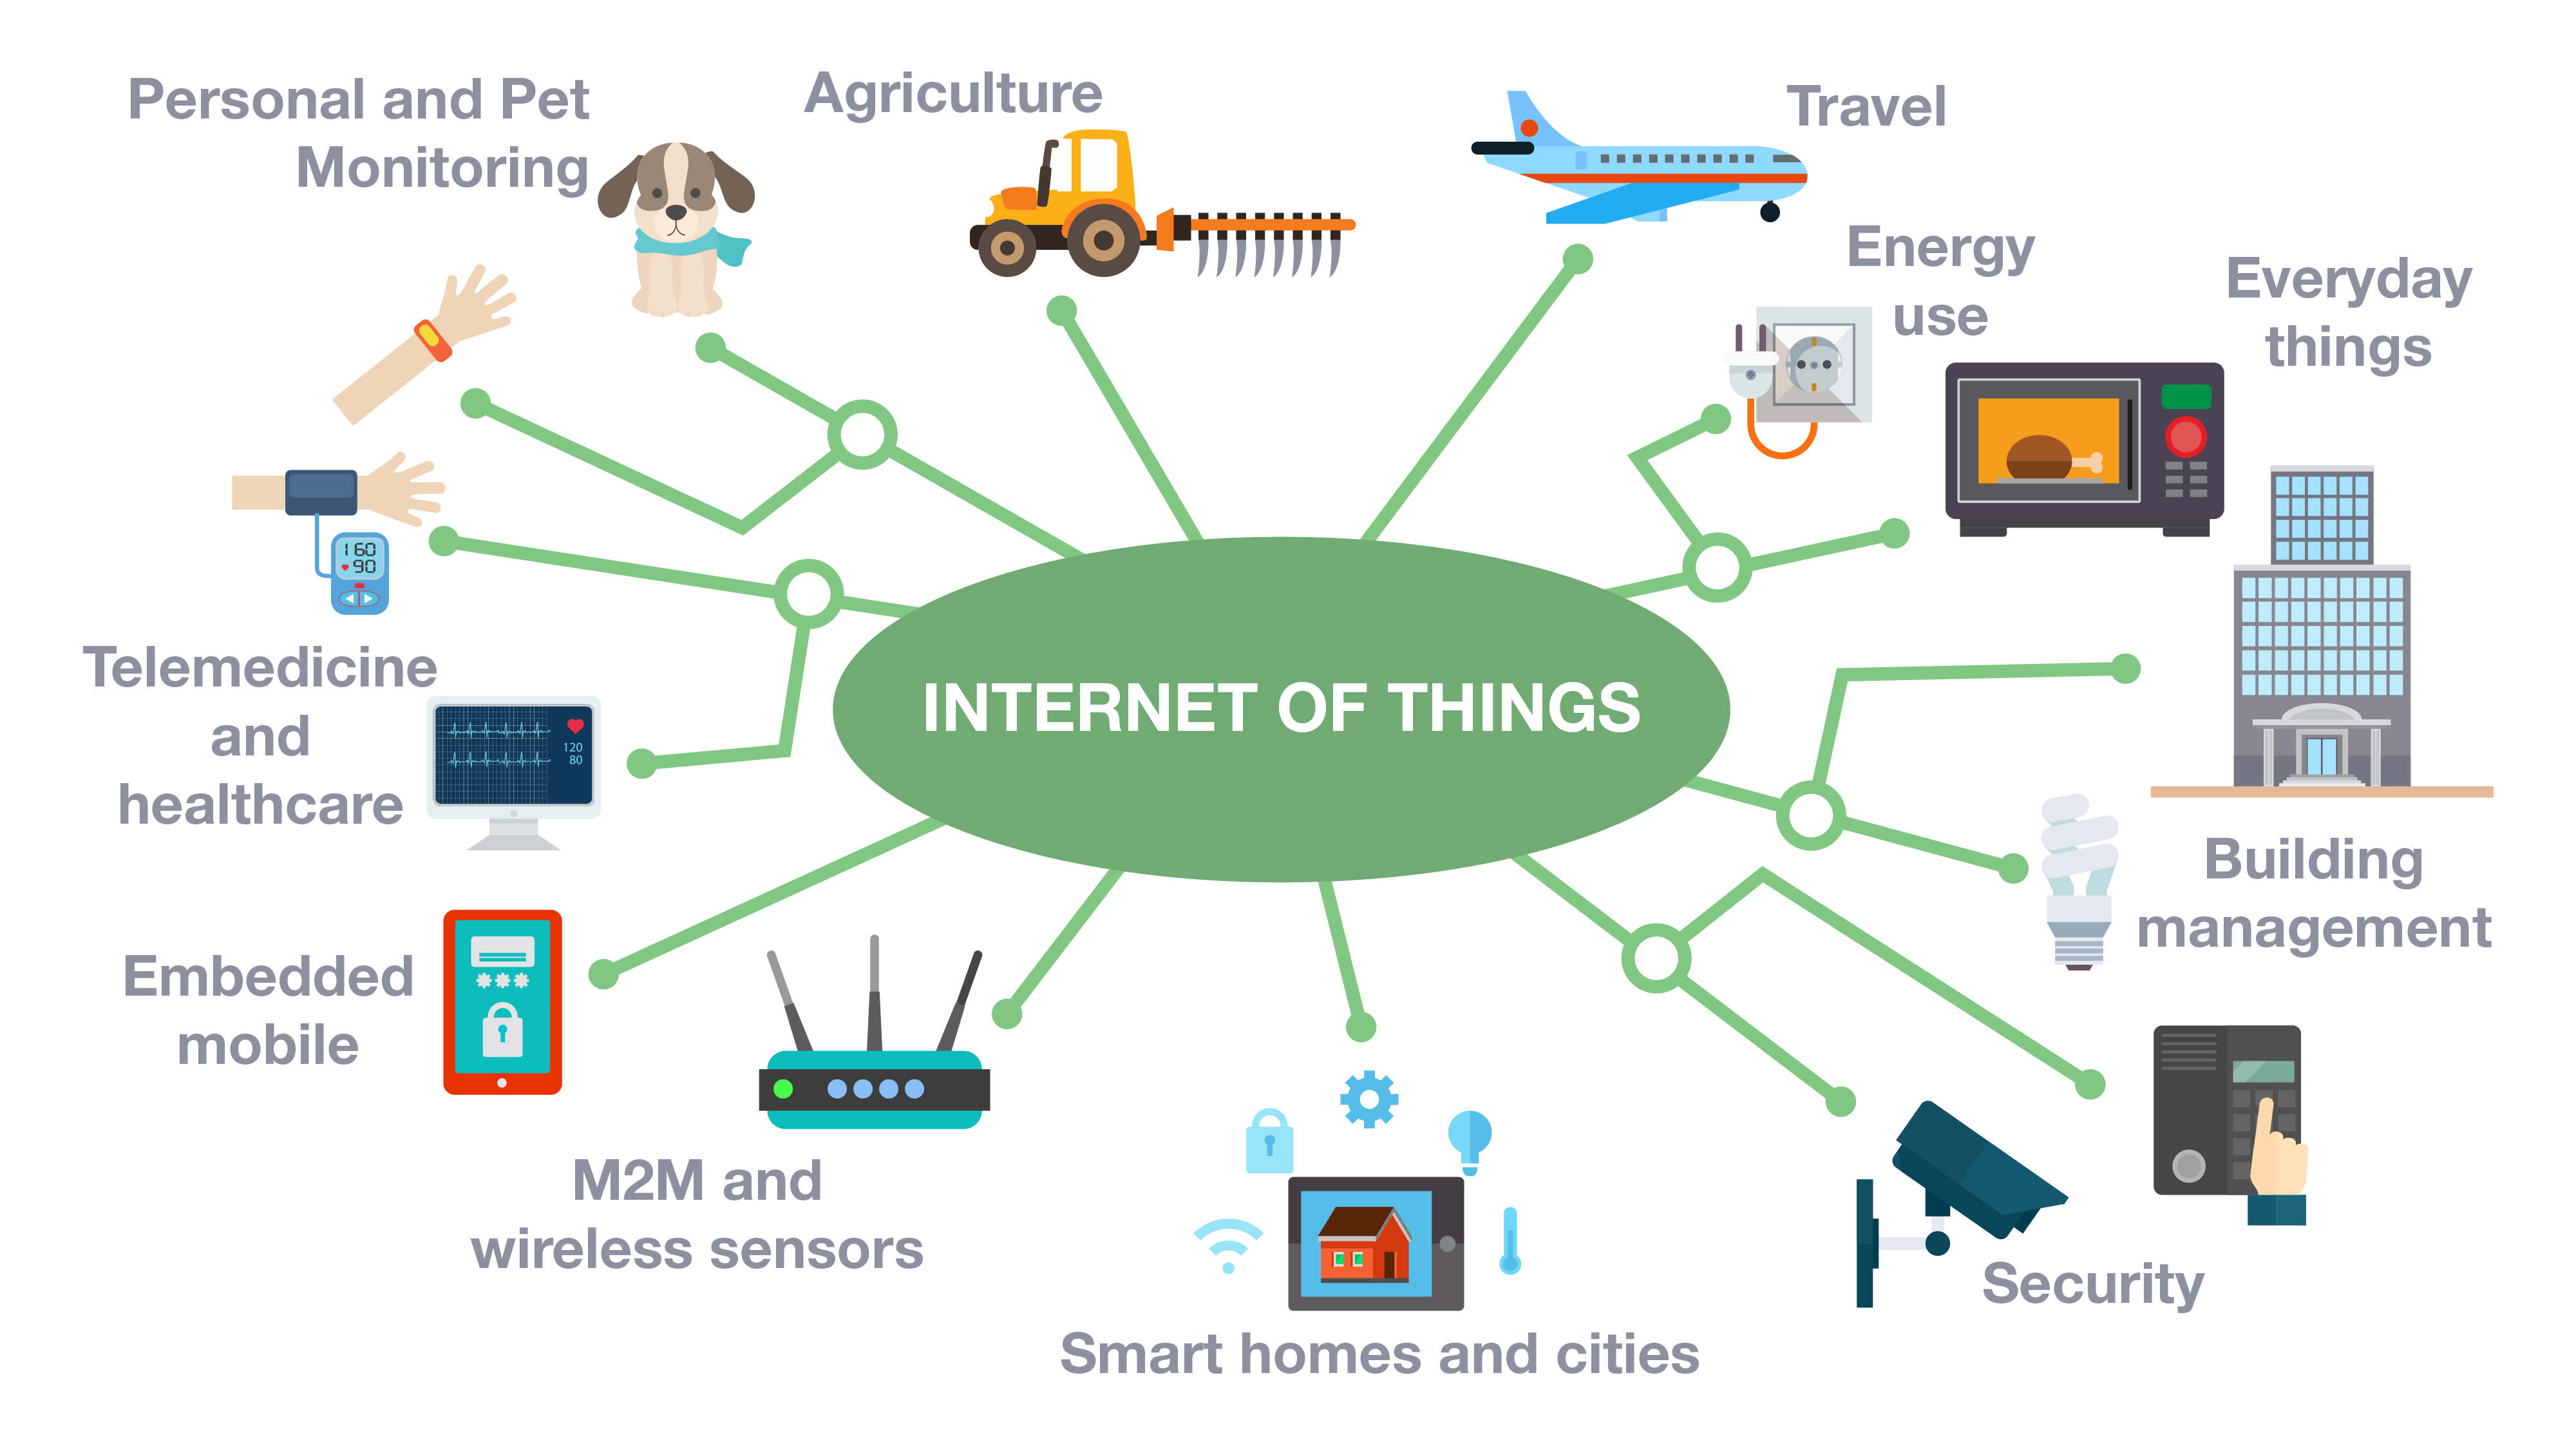 Personal and Pet
Monitoring
Agriculture
Travel
Energy
use
Everyday
things
160
90
INTERNET OF THINGS
Telemedicine
and
healthcare
120
80
Building
management
Embedded
mobile
M2M and
wireless sensors
Security
Smart homes and cities